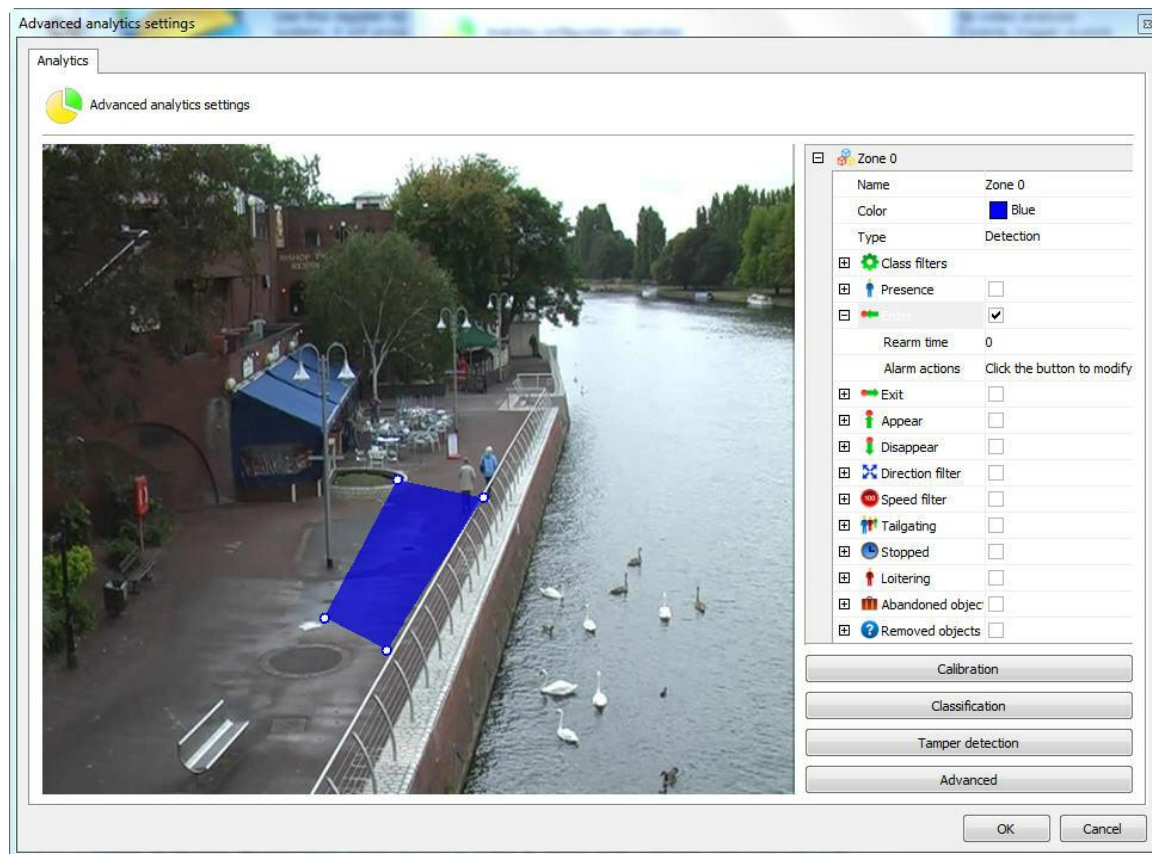 Advanced analytics settings
Analytics
Advanced analytics settings
Zone 0
Name Zone 0
Color Blue
Type Detection
Class filters
Presence
Enter
Rearm time 0
Alarm actions Click the button to modify
Exit
Appear
Disappear
Direction filter
100 Speed filter
Tailgating
Stopped
Loitering
Abandoned objec
Removed objects
Calibration
Classification
Tamper detection
Advanced
OK Cancel